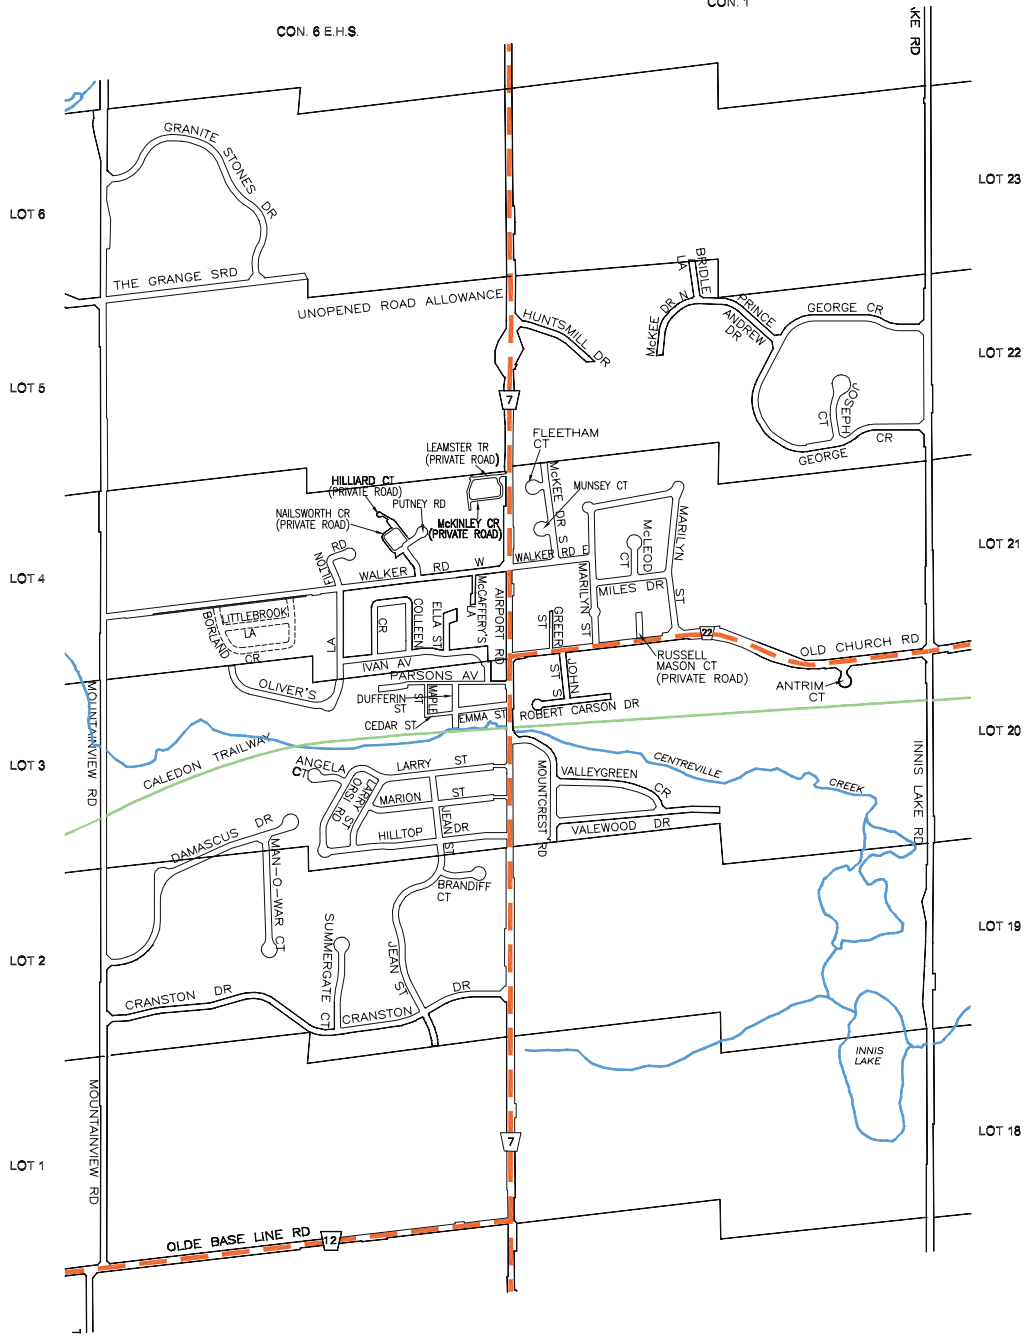 CON. 1
CON. 6 E.H.S.
KE RD
GRANITE STONES DR
LOT 23
LOT 6
THE GRANGE SRD
UNOPENED ROAD ALLOWANCE
BRIDLE LA
McKEE DR N
PRINCE ANDREW DR
GEORGE CR
HUNTSMILL DR
LOT 22
LOT 5
7
JOSEPH CT
GEORGE CR
FLEETHAM CT
LEAMSTER TR
(PRIVATE ROAD)
HILLIARD CT
(PRIVATE ROAD)
PUTNEY RD
NAILSWORTH CR
(PRIVATE ROAD)
McKINLEY CR
(PRIVATE ROAD)
McKEE DR S
MUNSEY CT
MARILYN ST
McLEOD CT
LOT 21
WALKER RD E
FILTON RD
WALKER RD W
LOT 4
MILES DR
MARILYN ST
McCAFFERY'S LA
AIRPORT RD
LITTLEBROOK LA
BORLAND CR
COLLEEN CR
ELLA ST
GREER ST
22
OLD CHURCH RD
RUSSELL
MASON CT
(PRIVATE ROAD)
IVAN AV
PARSONS AV
OLIVER'S LA
JOHN ST S
ANTRIM
CT
DUFFERIN
ST
MAPLE
CEDAR ST
EMMA ST
ROBERT CARSON DR
LOT 20
MOUNTAINVIEW RD
CALEDON TRAILWAY
LOT 3
ANGELA
CT
LARRY ST
LARRY ST
ORSI RD
MARION ST
JEAN ST
HILLTOP DR
MOUNTCREST RD
VALLEYGREEN CR
VALEWOOD DR
CENTREVILLE CREEK
INNIS LAKE RD
DAMASCUS DR
MAN-O-WAR CT
BRANDIFF
CT
LOT 19
SUMMERGATE CT
JEAN ST
LOT 2
CRANSTON DR
CRANSTON DR
INNIS
LAKE
MOUNTAINVIEW RD
7
LOT 18
LOT 1
OLDE BASE LINE RD
12